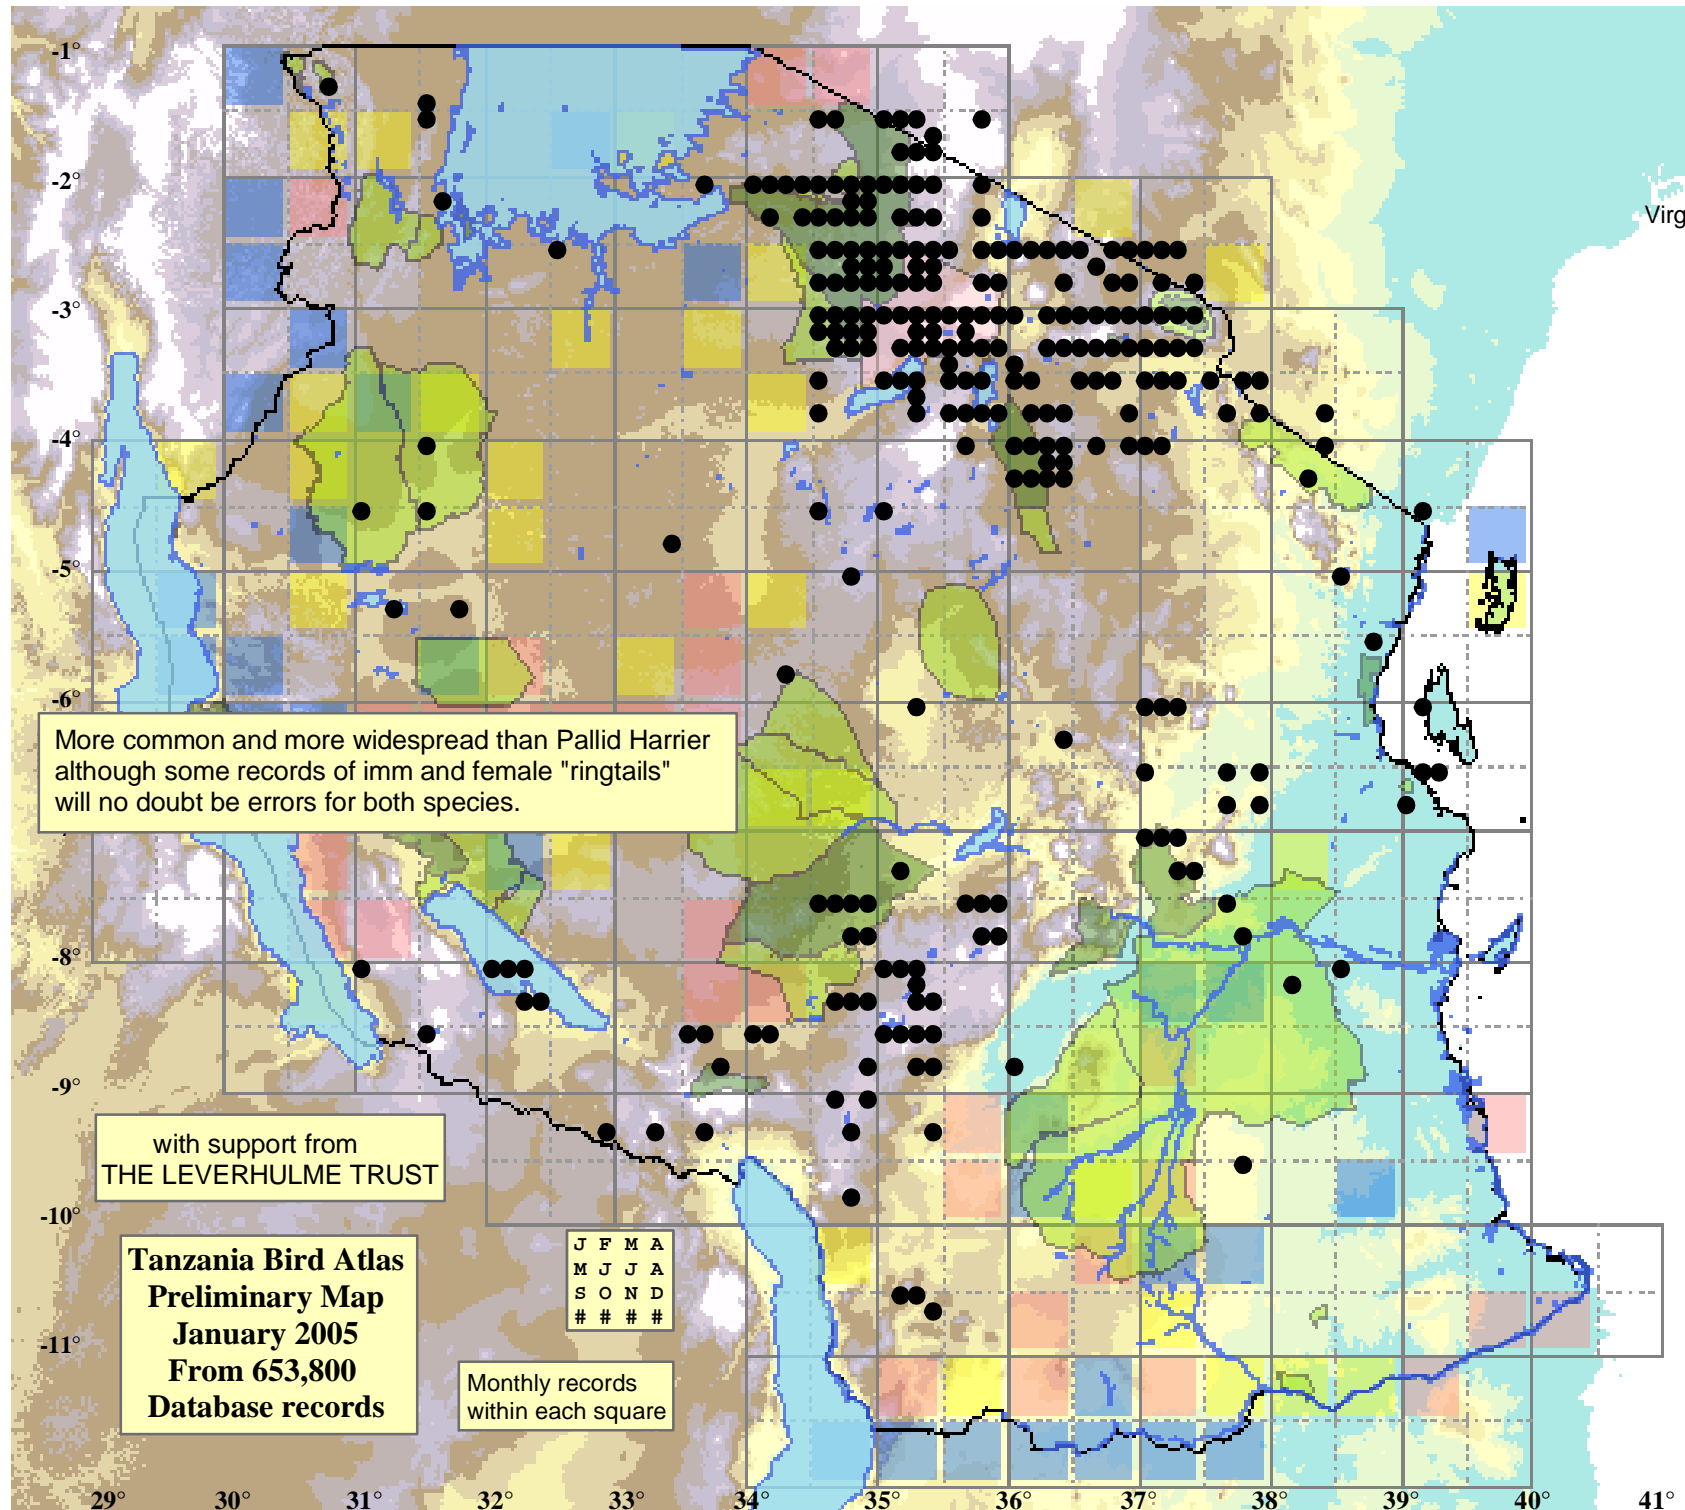 -1°
-2°
Virg
-3°
-4°
-5°
-6°
More common and more widespread than Pallid Harrier
although some records of imm and female "ringtails"
will no doubt be errors for both species.
-8°
-9°
with support from
THE LEVERHULME TRUST
-10°
Tanzania Bird Atlas
Preliminary Map
January 2005
From 653,800
Database records
J F M A
M J J A
S O N D
# # # #
-11°
Monthly records
within each square
29° 30° 31° 32° 33° 34° 35° 36° 37° 38° 39° 40° 41°